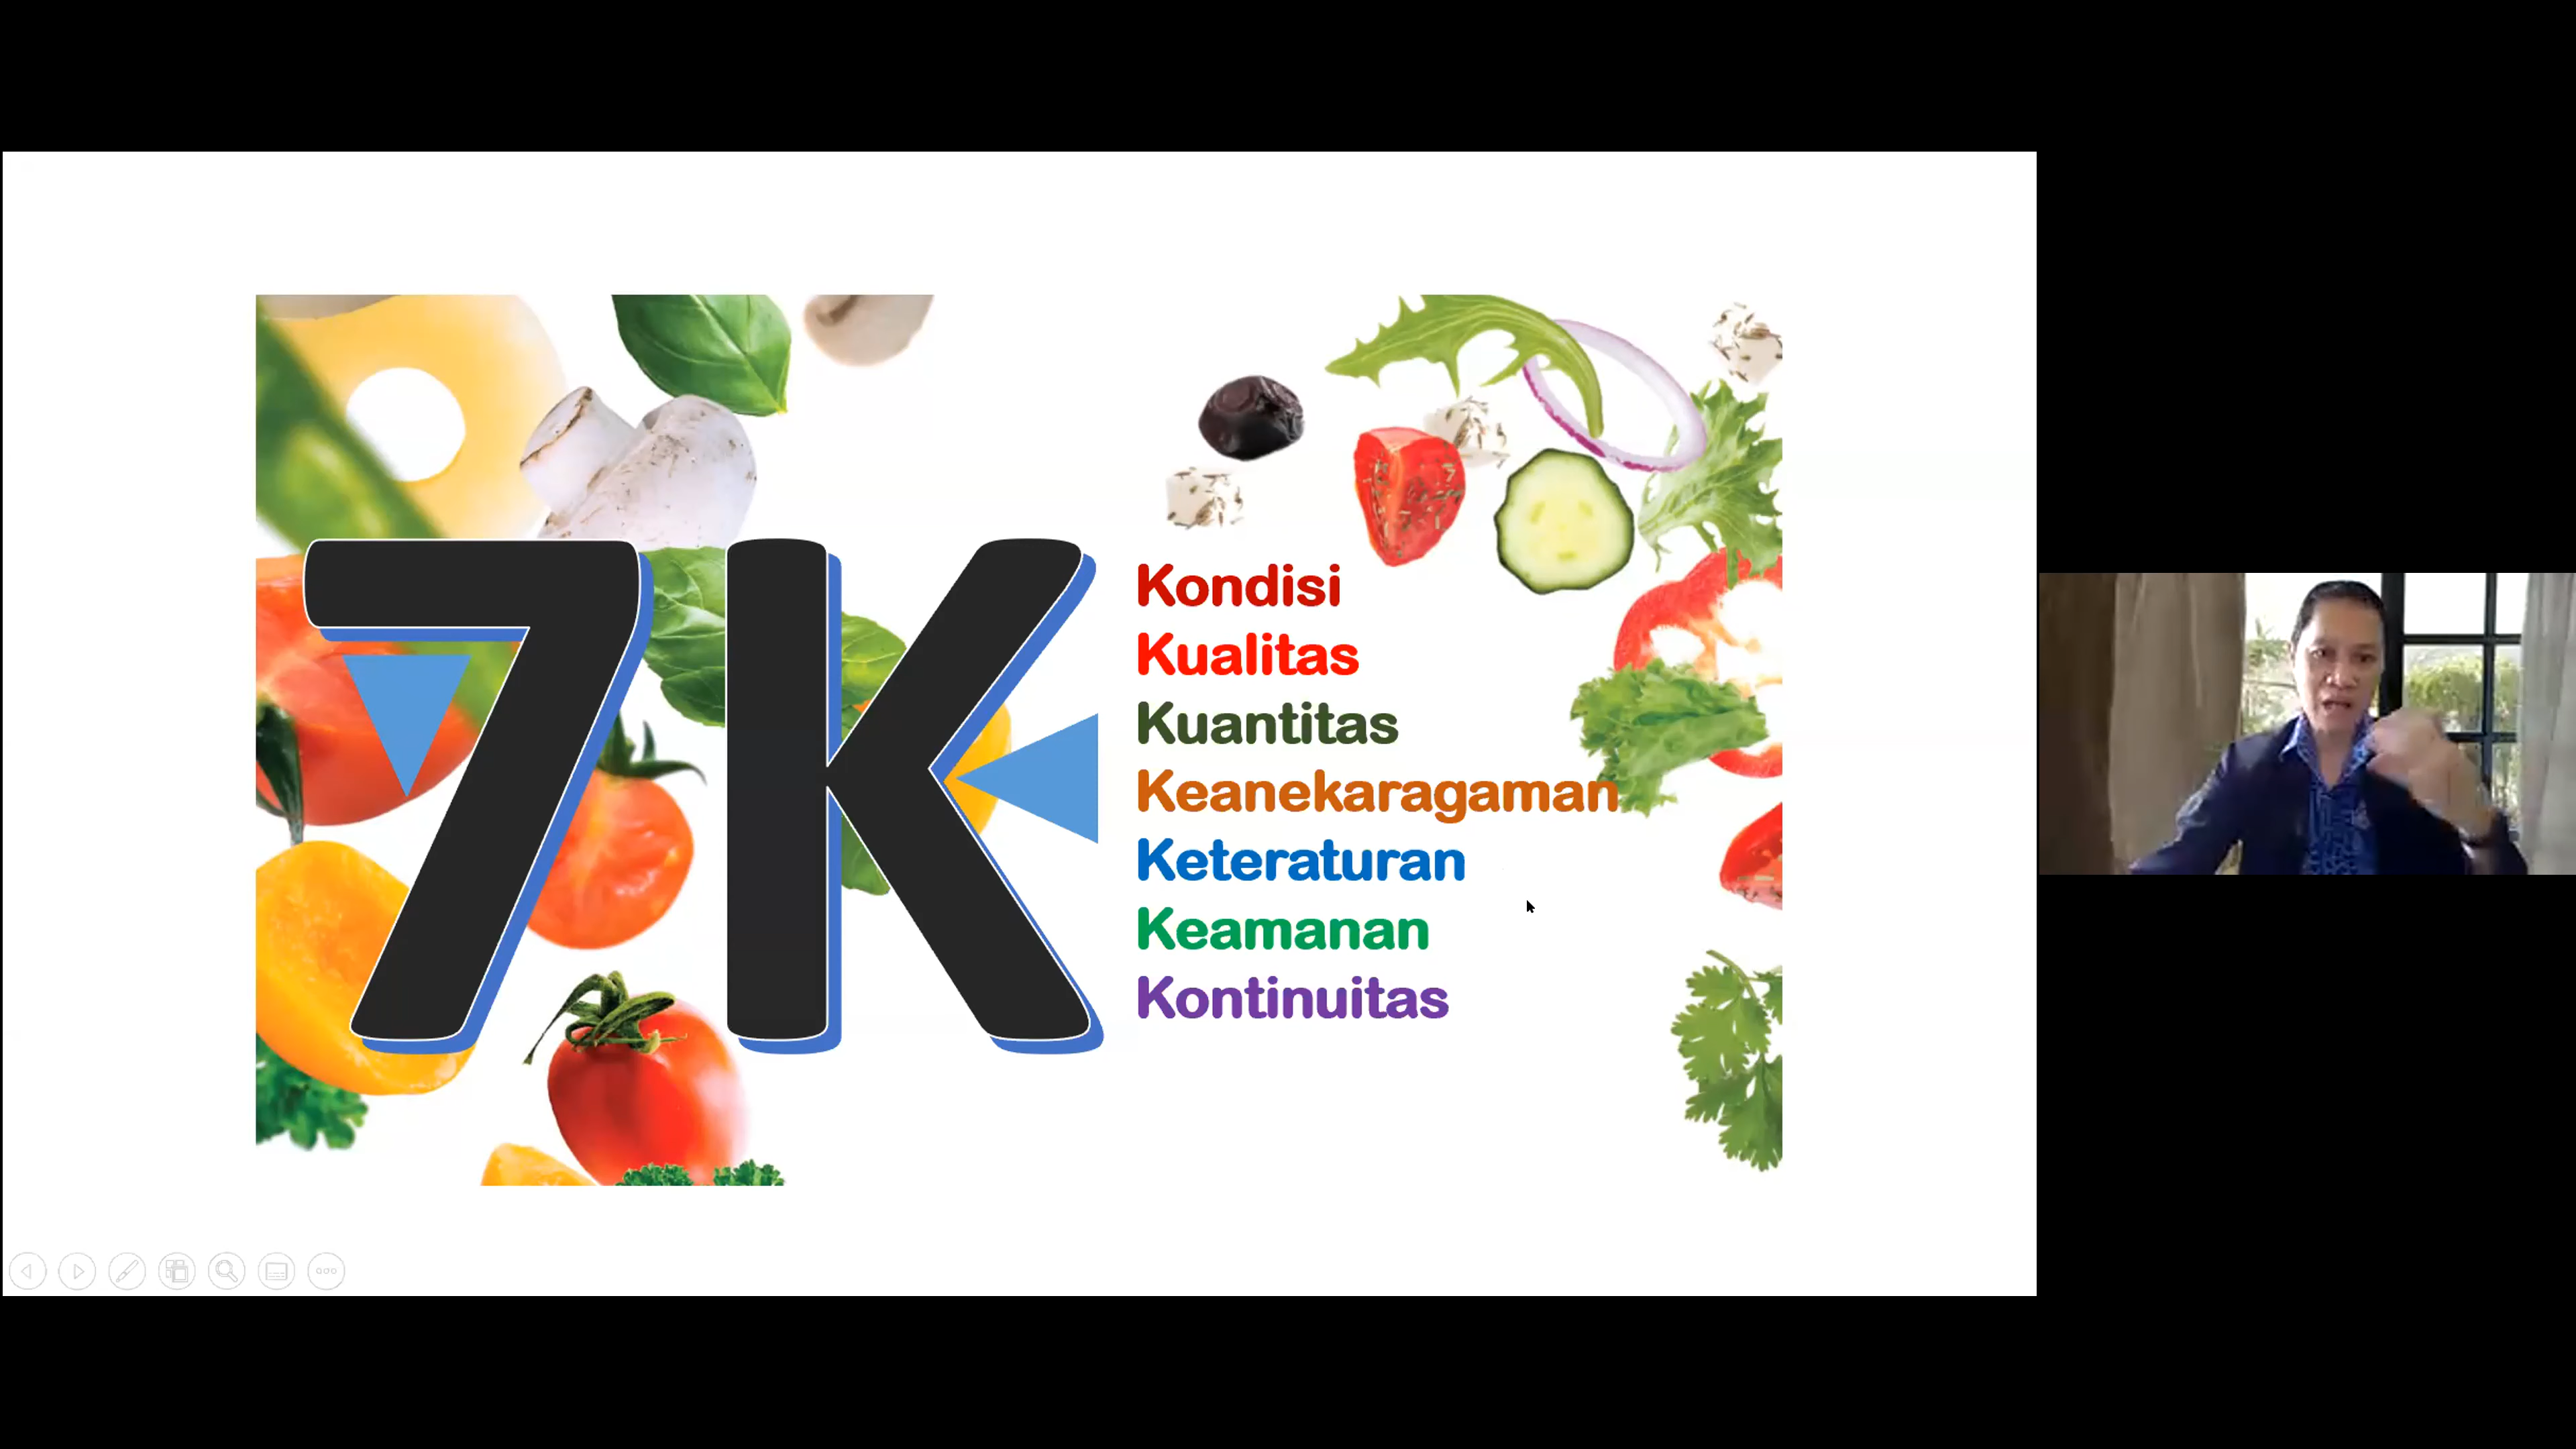 7K
Kondisi
Kualitas
Kuantitas
Keanekaragaman
Keteraturan
Keamanan
Kontinuitas